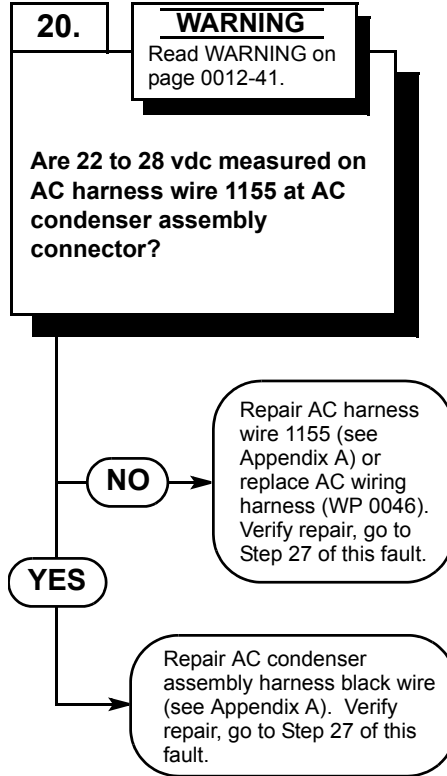 20.
WARNING
Read WARNING on
page 0012-41.
Are 22 to 28 vdc measured on
AC harness wire 1155 at AC
condenser assembly
connector?
NO
Repair AC harness
wire 1155 (see
Appendix A) or
replace AC wiring
harness (WP 0046).
Verify repair, go to
Step 27 of this fault.
YES
Repair AC condenser
assembly harness black wire
(see Appendix A).  Verify
repair, go to Step 27 of this
fault.